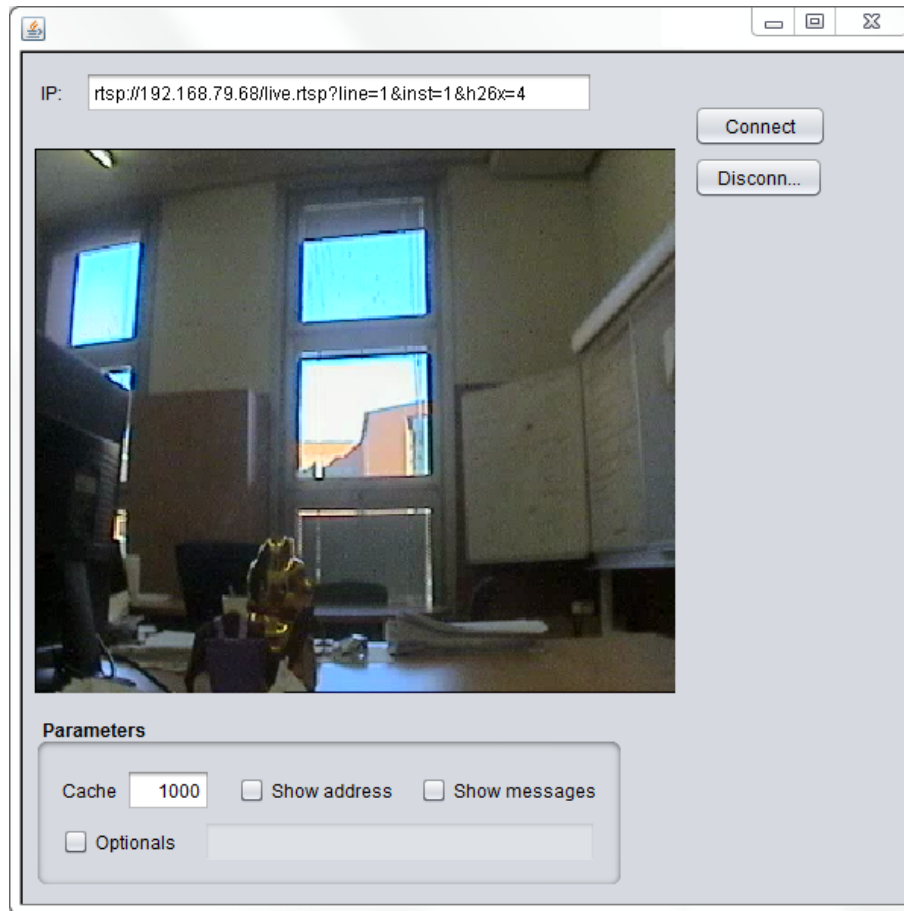 IP: rtsp://192.168.79.68/live.rtsp?line=1&inst=1&h26x=4
Connect
Disconn...
Parameters
Cache 1000 Show address Show messages
Optionals